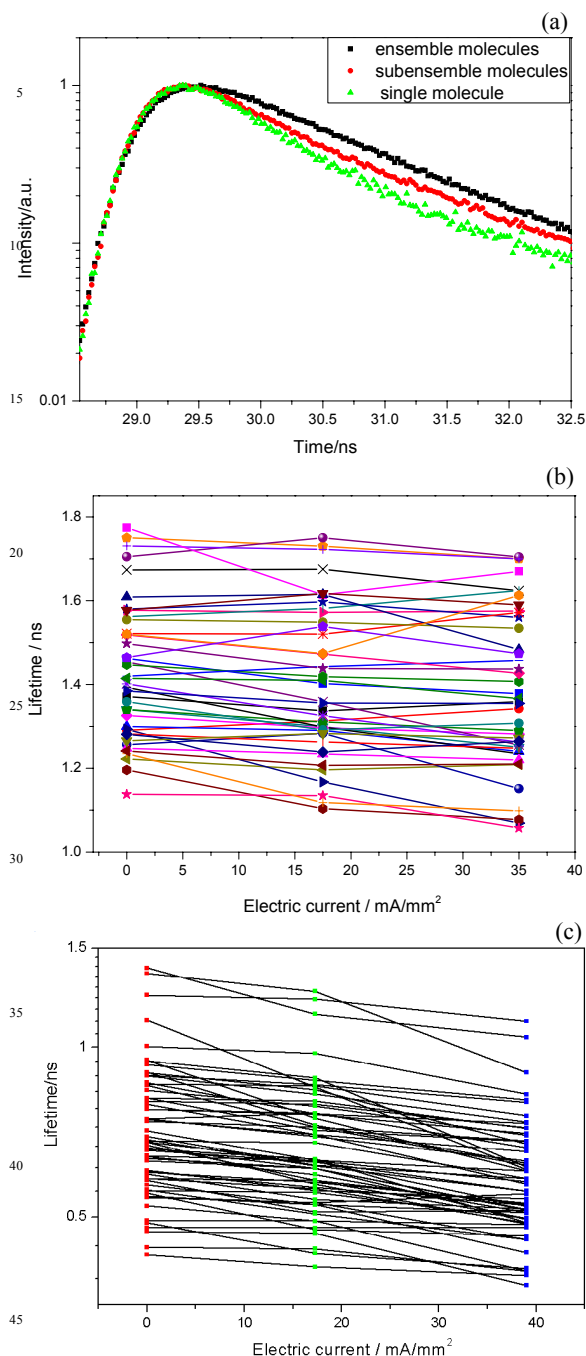 (a)
ensemble molecules
subensemble molecules
single molecule
5
1
Intensity/a.u.
10
15
0.01
29.0 29.5 30.0 30.5 31.0 31.5 32.0 32.5
Time/ns
(b)
1.8
20
1.6
Lifetime / ns
1.4
25
1.2
30
1.0
0 5 10 15 20 25 30 35 40
Electric current / mA/mm²
(c)
1.5
35
1
Lifetime/ns
40
0.5
45
0 10 20 30 40
Electric current / mA/mm²